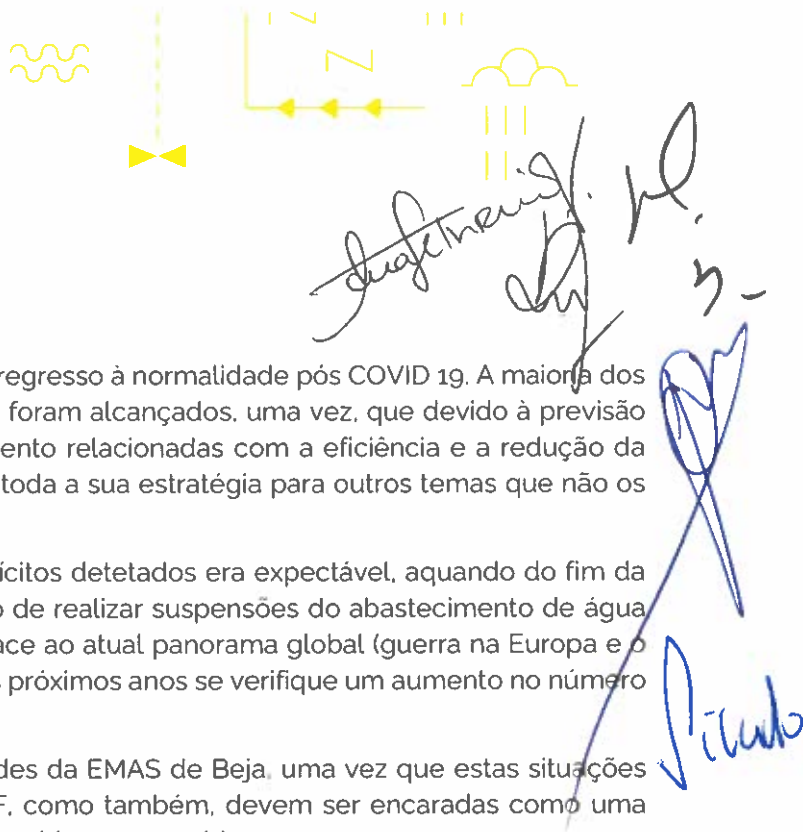 regresso à normalidade pós COVID 19. A maioria dos
foram alcançados, uma vez, que devido à previsão
ento relacionadas com a eficiência e a redução da
toda a sua estratégia para outros temas que não os
ícitos detetados era expectável, aquando do fim da
o de realizar suspensões do abastecimento de água
ace ao atual panorama global (guerra na Europa e o
s próximos anos se verifique um aumento no número
des da EMAS de Beja, uma vez que estas situações
F, como também, devem ser encaradas como uma